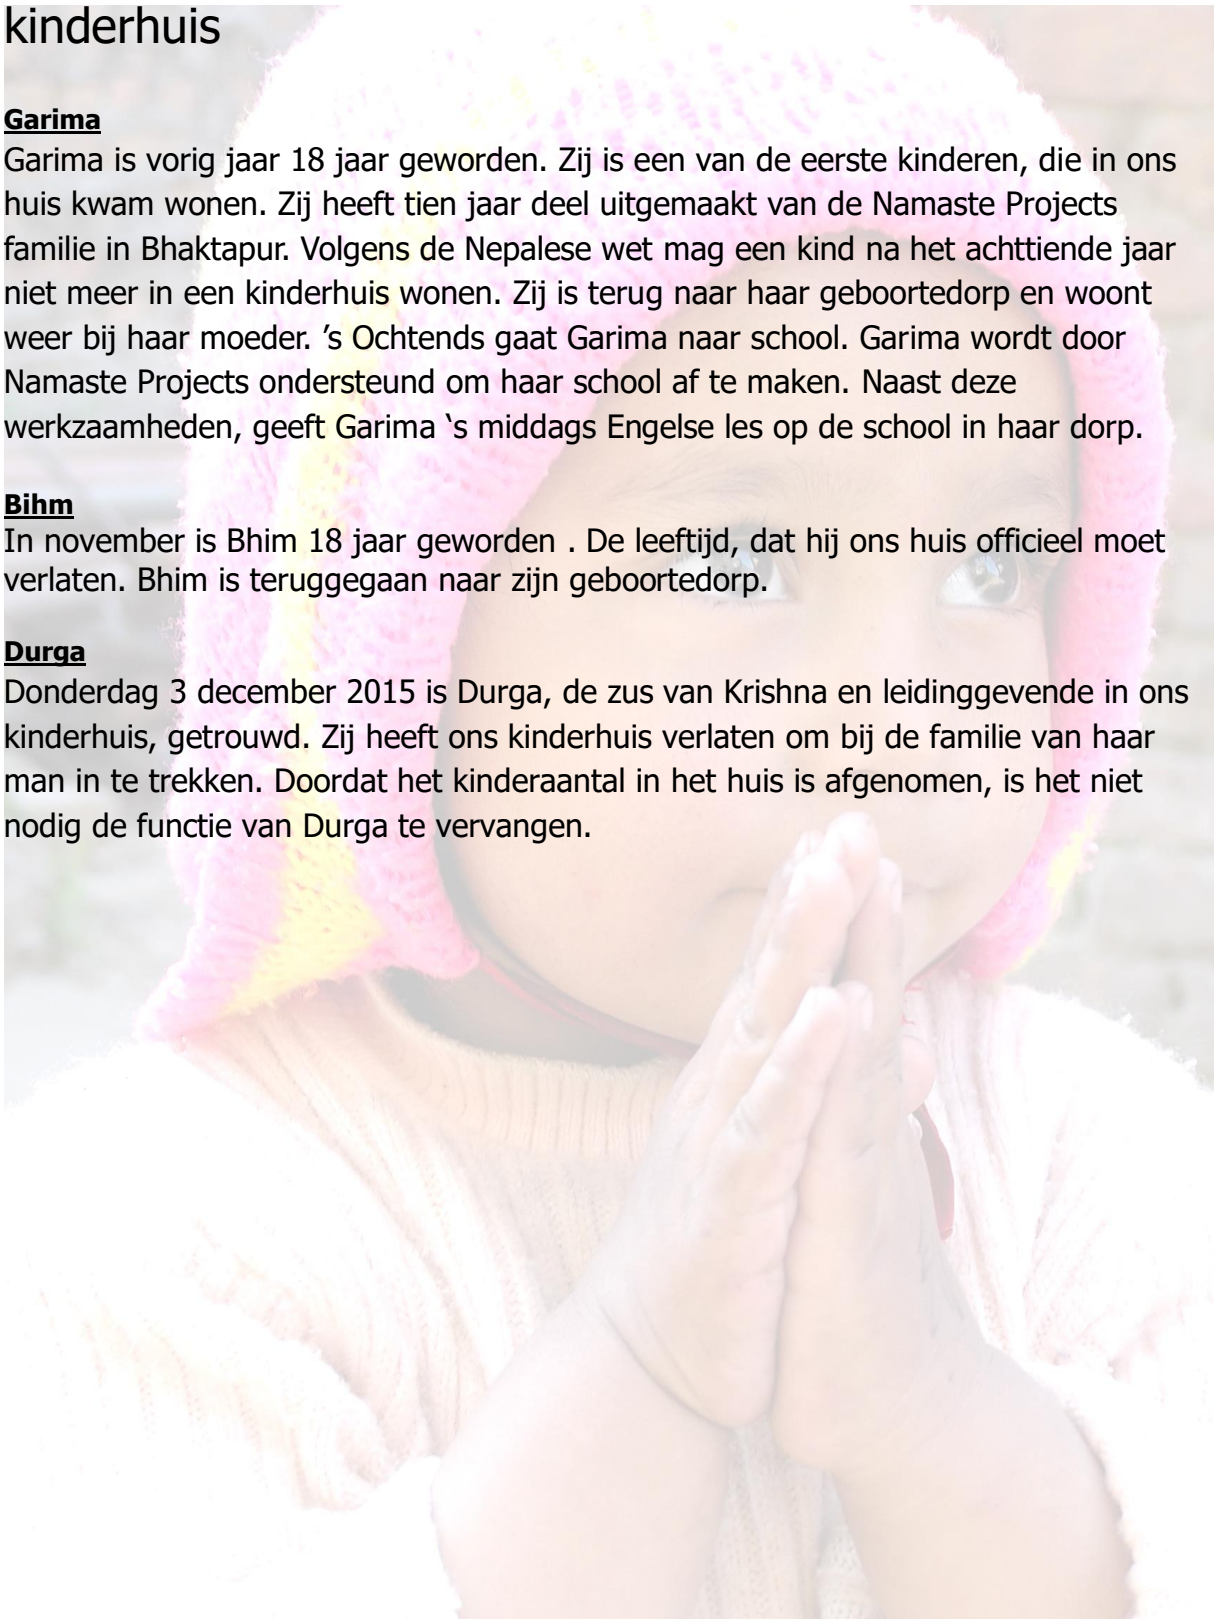 kinderhuis
Garima
Garima is vorig jaar 18 jaar geworden. Zij is een van de eerste kinderen, die in ons
huis kwam wonen. Zij heeft tien jaar deel uitgemaakt van de Namaste Projects
familie in Bhaktapur. Volgens de Nepalese wet mag een kind na het achttiende jaar
niet meer in een kinderhuis wonen. Zij is terug naar haar geboortedorp en woont
weer bij haar moeder. ’s Ochtends gaat Garima naar school. Garima wordt door
Namaste Projects ondersteund om haar school af te maken. Naast deze
werkzaamheden, geeft Garima ‘s middags Engelse les op de school in haar dorp.
Bihm
In november is Bhim 18 jaar geworden . De leeftijd, dat hij ons huis officieel moet
verlaten. Bhim is teruggegaan naar zijn geboortedorp.
Durga
Donderdag 3 december 2015 is Durga, de zus van Krishna en leidinggevende in ons
kinderhuis, getrouwd. Zij heeft ons kinderhuis verlaten om bij de familie van haar
man in te trekken. Doordat het kinderaantal in het huis is afgenomen, is het niet
nodig de functie van Durga te vervangen.